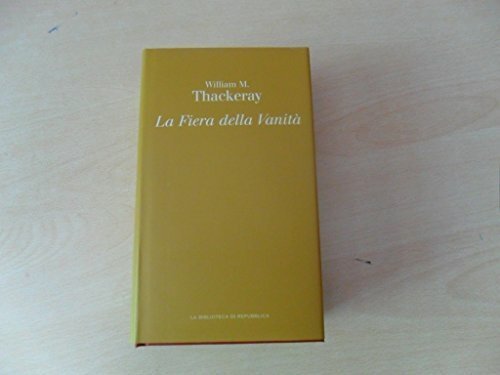 William M.
Thackeray
La Fiera della Vanità
LA BIBLIOTECA DI REPUBBLICA